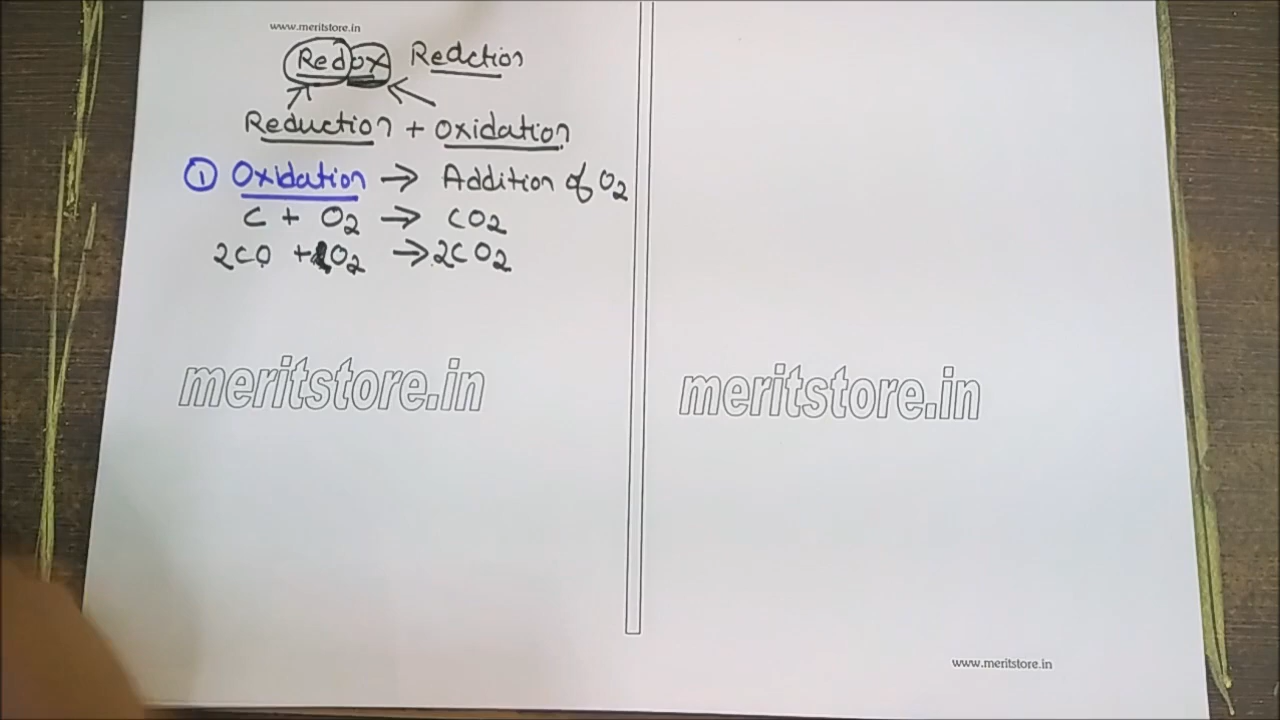 www.meritstore.in
Redox Reaction
Reduction + Oxidation
① Oxidation → Addition of O₂
C + O₂ → CO₂
2CO + O₂ → 2CO₂
meritstore.in
meritstore.in
www.meritstore.in